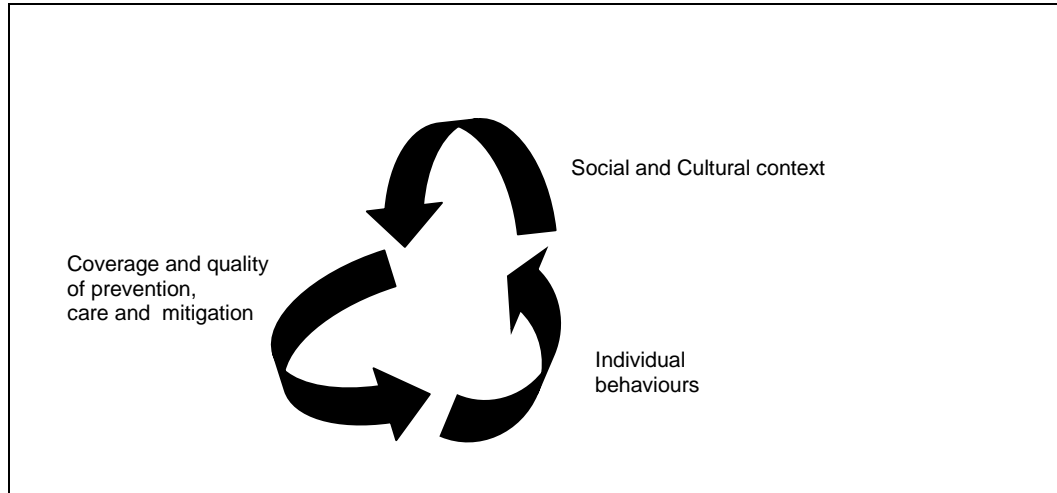 Social and Cultural context
Coverage and quality
of prevention,
care and  mitigation
Individual
behaviours